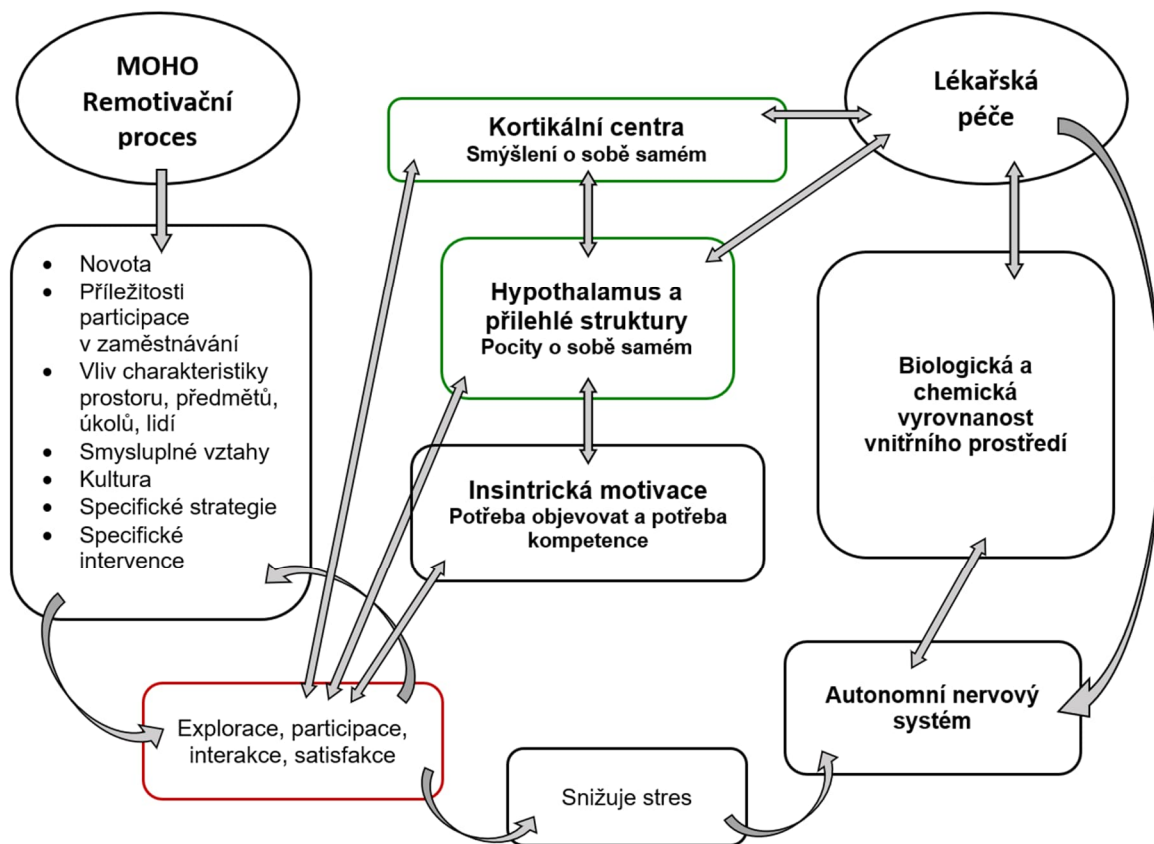 MOHO
Remotivační
proces
Lékařská
péče
Kortikální centra
Smýšlení o sobě samém
• Novota
• Příležitosti
participace
v zaměstnávání
• Vliv charakteristiky
prostoru, předmětů,
úkolů, lidí
• Smysluplné vztahy
• Kultura
• Specifické strategie
• Specifické
intervence
Hypothalamus a
přilehlé struktury
Pocity o sobě samém
Biologická a
chemická
vyrovnanost
vnitřního prostředí
Insintrická motivace
Potřeba objevovat a potřeba
kompetence
Explorace, participace,
interakce, satisfakce
Autonomní nervový
systém
Snižuje stres